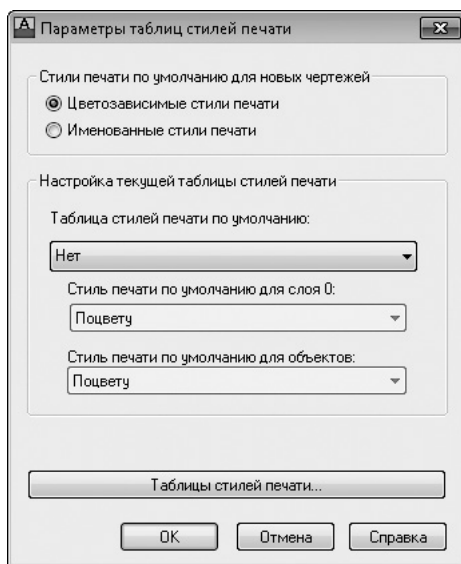 Параметры таблиц стилей печати
Стили печати по умолчанию для новых чертежей
Цветозависимые стили печати
Именованные стили печати
Настройка текущей таблицы стилей печати
Таблица стилей печати по умолчанию:
Нет
Стиль печати по умолчанию для слоя 0:
Поцвету
Стиль печати по умолчанию для объектов:
Поцвету
Таблицы стилей печати...
OK
Отмена
Справка